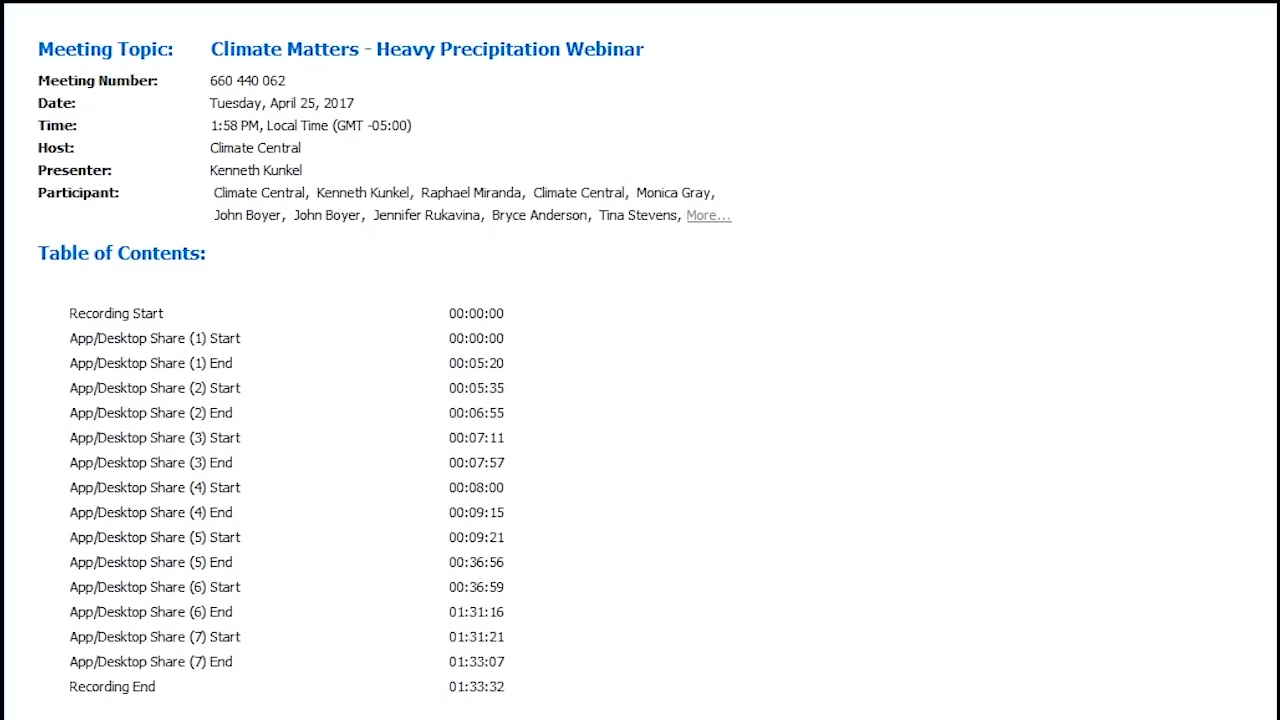 Meeting Topic: Climate Matters - Heavy Precipitation Webinar
Meeting Number: 660 440 062
Date: Tuesday, April 25, 2017
Time: 1:58 PM, Local Time (GMT -05:00)
Host: Climate Central
Presenter: Kenneth Kunkel
Participant: Climate Central, Kenneth Kunkel, Raphael Miranda, Climate Central, Monica Gray,
John Boyer, John Boyer, Jennifer Rukavina, Bryce Anderson, Tina Stevens, More...
Table of Contents:
Recording Start 00:00:00
App/Desktop Share (1) Start 00:00:00
App/Desktop Share (1) End 00:05:20
App/Desktop Share (2) Start 00:05:35
App/Desktop Share (2) End 00:06:55
App/Desktop Share (3) Start 00:07:11
App/Desktop Share (3) End 00:07:57
App/Desktop Share (4) Start 00:08:00
App/Desktop Share (4) End 00:09:15
App/Desktop Share (5) Start 00:09:21
App/Desktop Share (5) End 00:36:56
App/Desktop Share (6) Start 00:36:59
App/Desktop Share (6) End 01:31:16
App/Desktop Share (7) Start 01:31:21
App/Desktop Share (7) End 01:33:07
Recording End 01:33:32